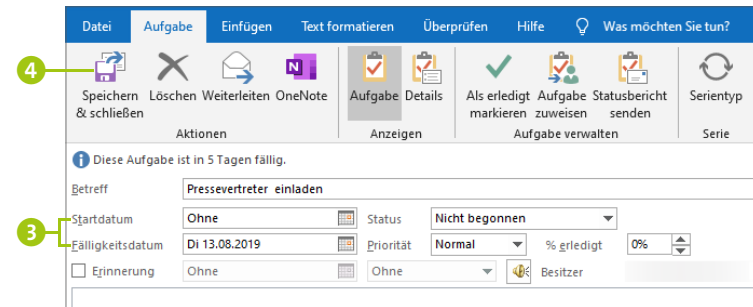 Datei Aufgabe Einfügen Text formatieren Überprüfen Hilfe Was möchten Sie tun?
4
N
Speichern Löschen Weiterleiten OneNote Aufgabe Details Als erledigt Aufgabe Statusbericht Serientyp
& schließen markieren zuweisen senden
Aktionen Anzeigen Aufgabe verwalten Serie
Diese Aufgabe ist in 5 Tagen fällig.
Betreff Pressevertreter einladen
3
Startdatum Ohne Status Nicht begonnen
Fälligkeitsdatum Di 13.08.2019 Priorität Normal % erledigt 0%
Erinnerung Ohne Ohne Besitzer